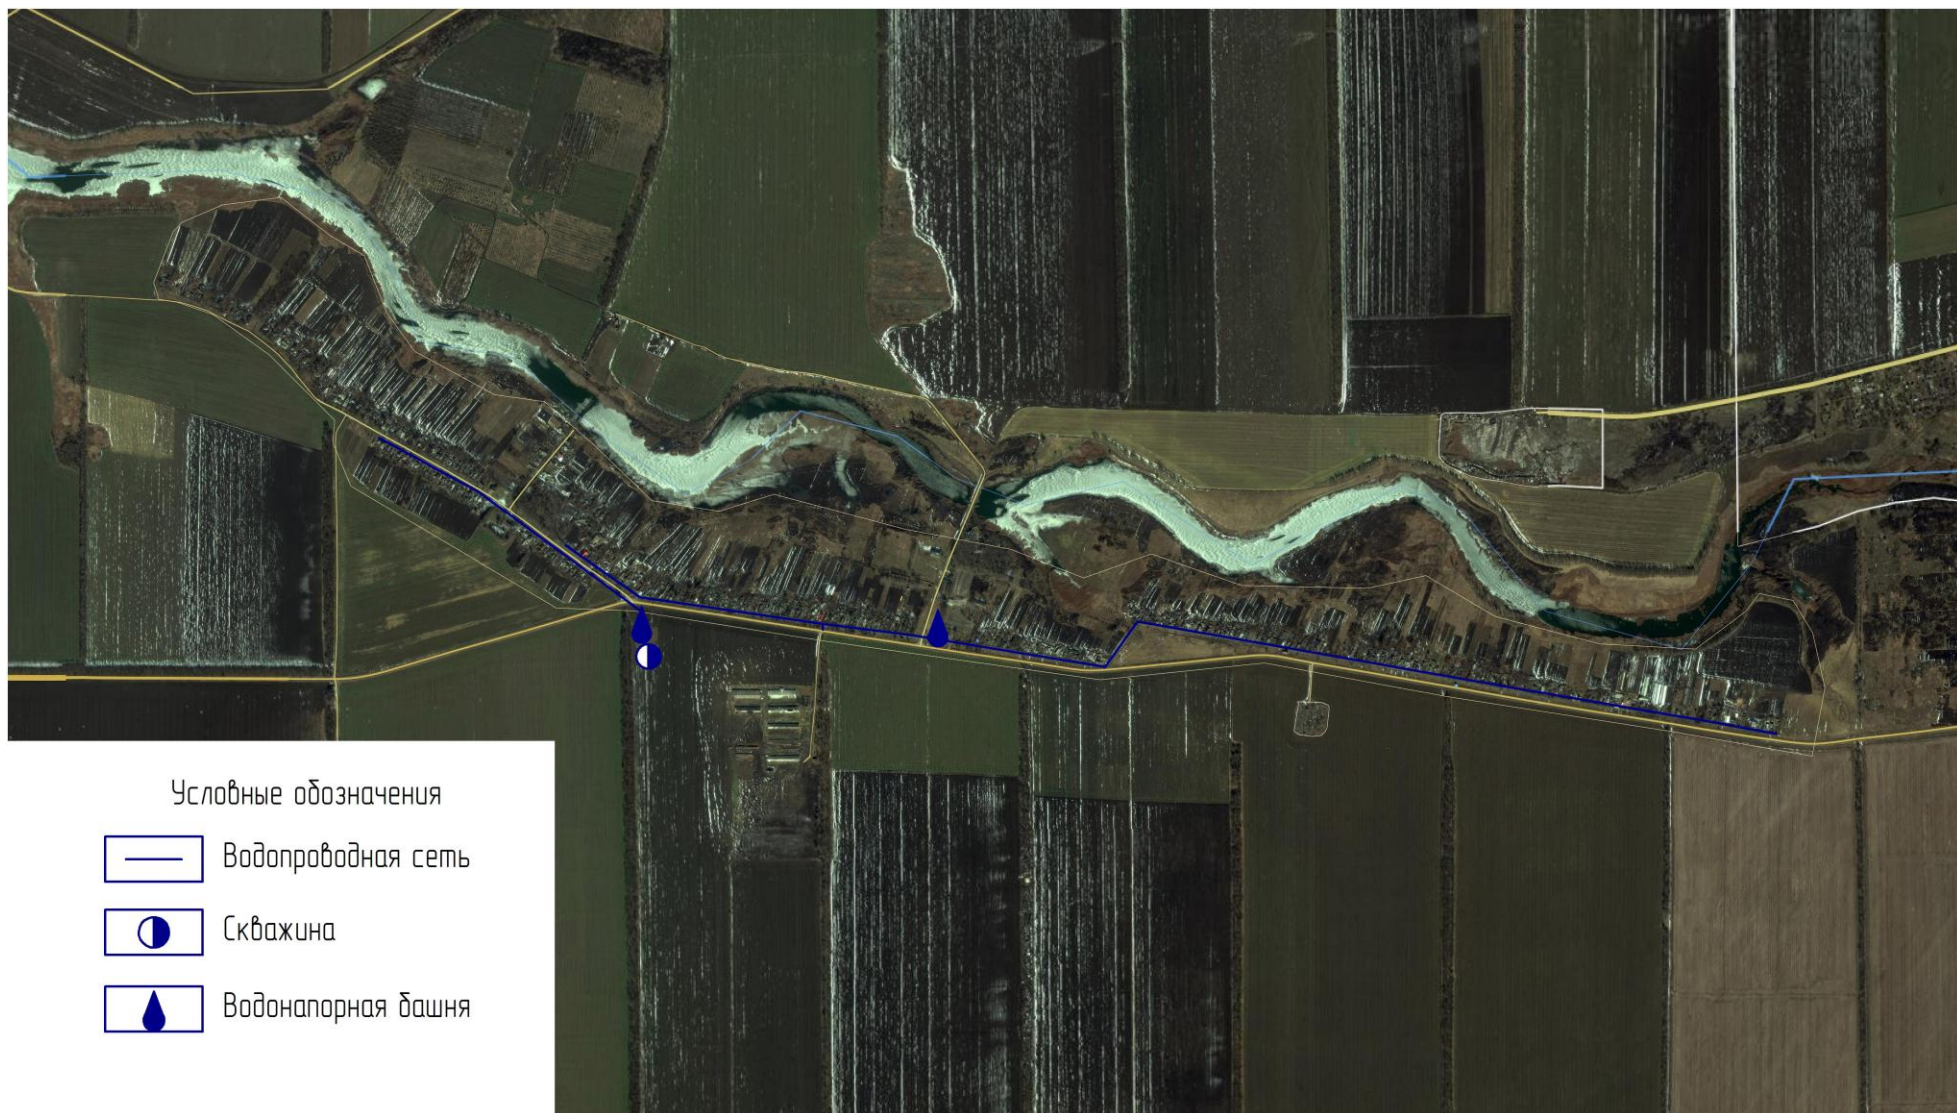 Условные обозначения
Водопроводная сеть
Скважина
Водонапорная башня